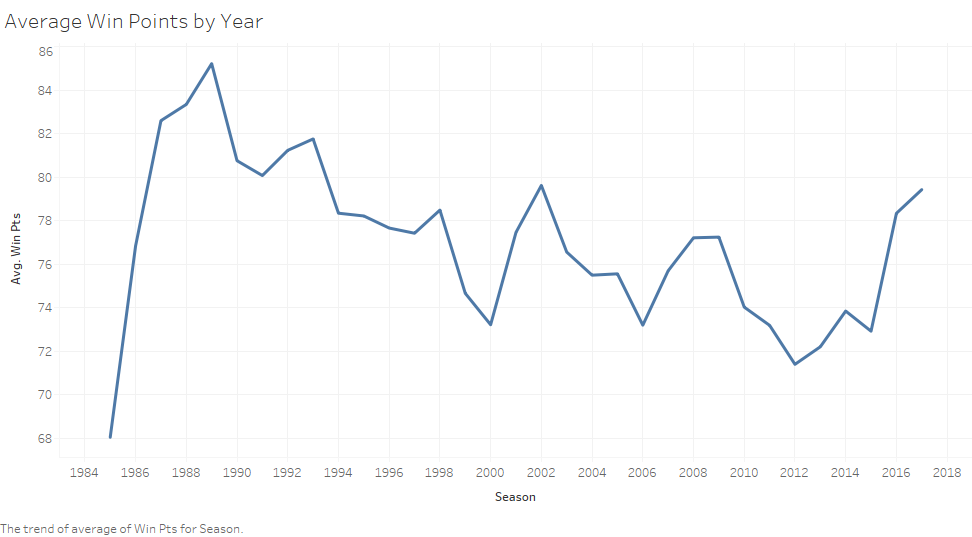 Average Win Points by Year
86
84
82
80
78
76
74
72
70
68
Avg. Win Pts
1984 1986 1988 1990 1992 1994 1996 1998 2000 2002 2004 2006 2008 2010 2012 2014 2016 2018
Season
The trend of average of Win Pts for Season.